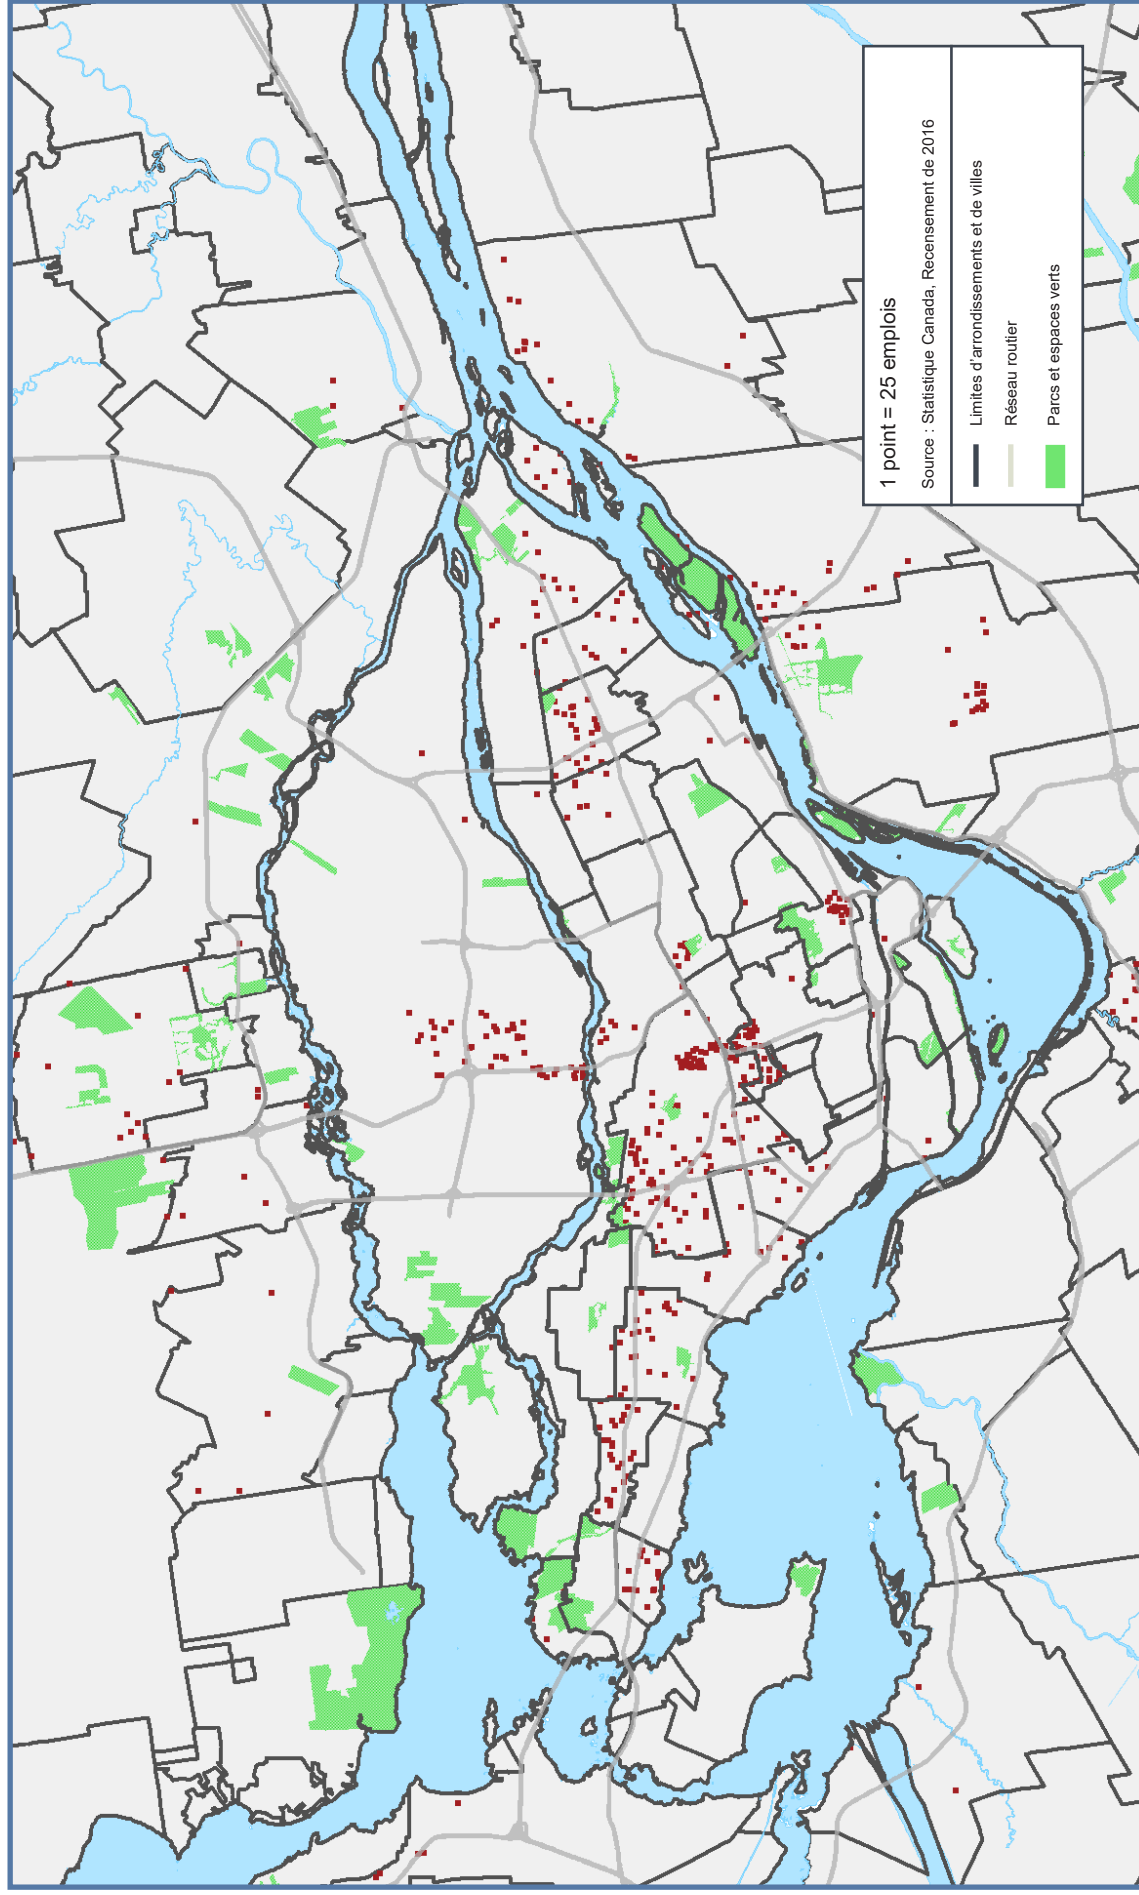 1 point = 25 emplois
Source : Statistique Canada, Recensement de 2016
Limites d'arrondissements et de villes
Réseau routier
Parcs et espaces verts